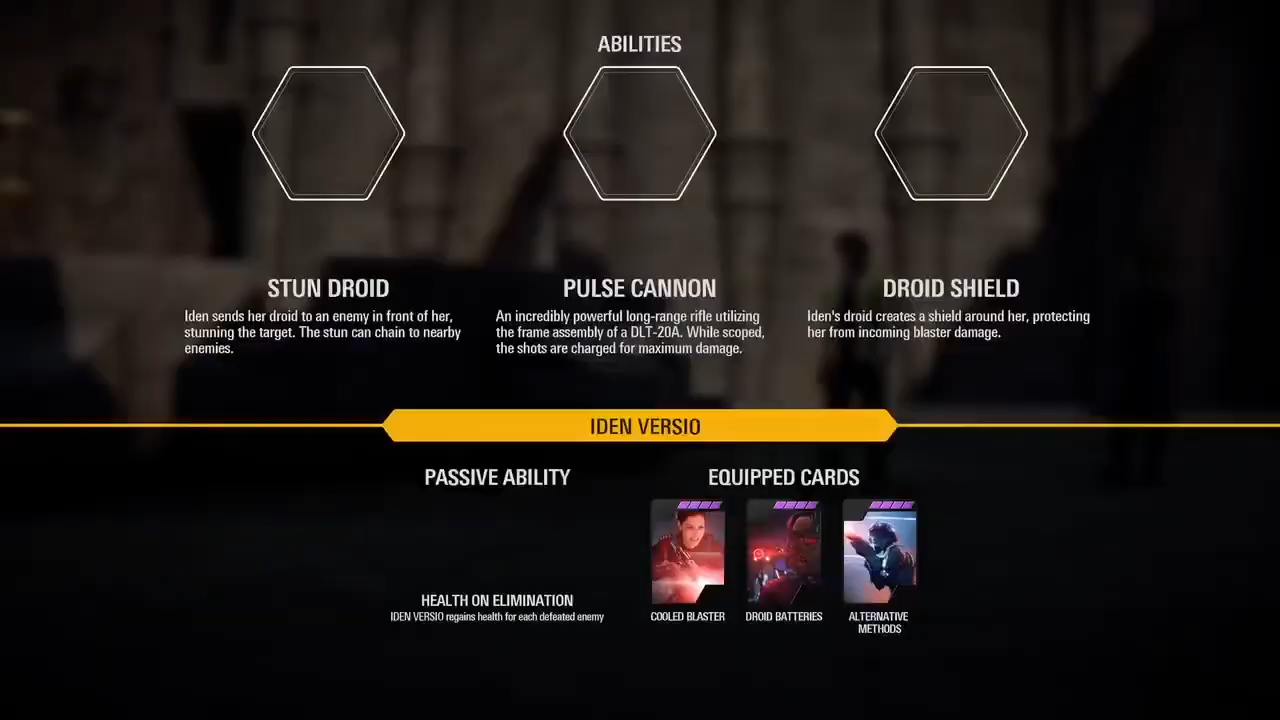 ABILITIES
STUN DROID
Iden sends her droid to an enemy in front of her,
stunning the target. The stun can chain to nearby
enemies.
PULSE CANNON
An incredibly powerful long-range rifle utilizing
the frame assembly of a DLT-20A. While scoped,
the shots are charged for maximum damage.
DROID SHIELD
Iden's droid creates a shield around her, protecting
her from incoming blaster damage.
IDEN VERSIO
PASSIVE ABILITY
HEALTH ON ELIMINATION
IDEN VERSIO regains health for each defeated enemy
EQUIPPED CARDS
COOLED BLASTER
DROID BATTERIES
ALTERNATIVE
METHODS